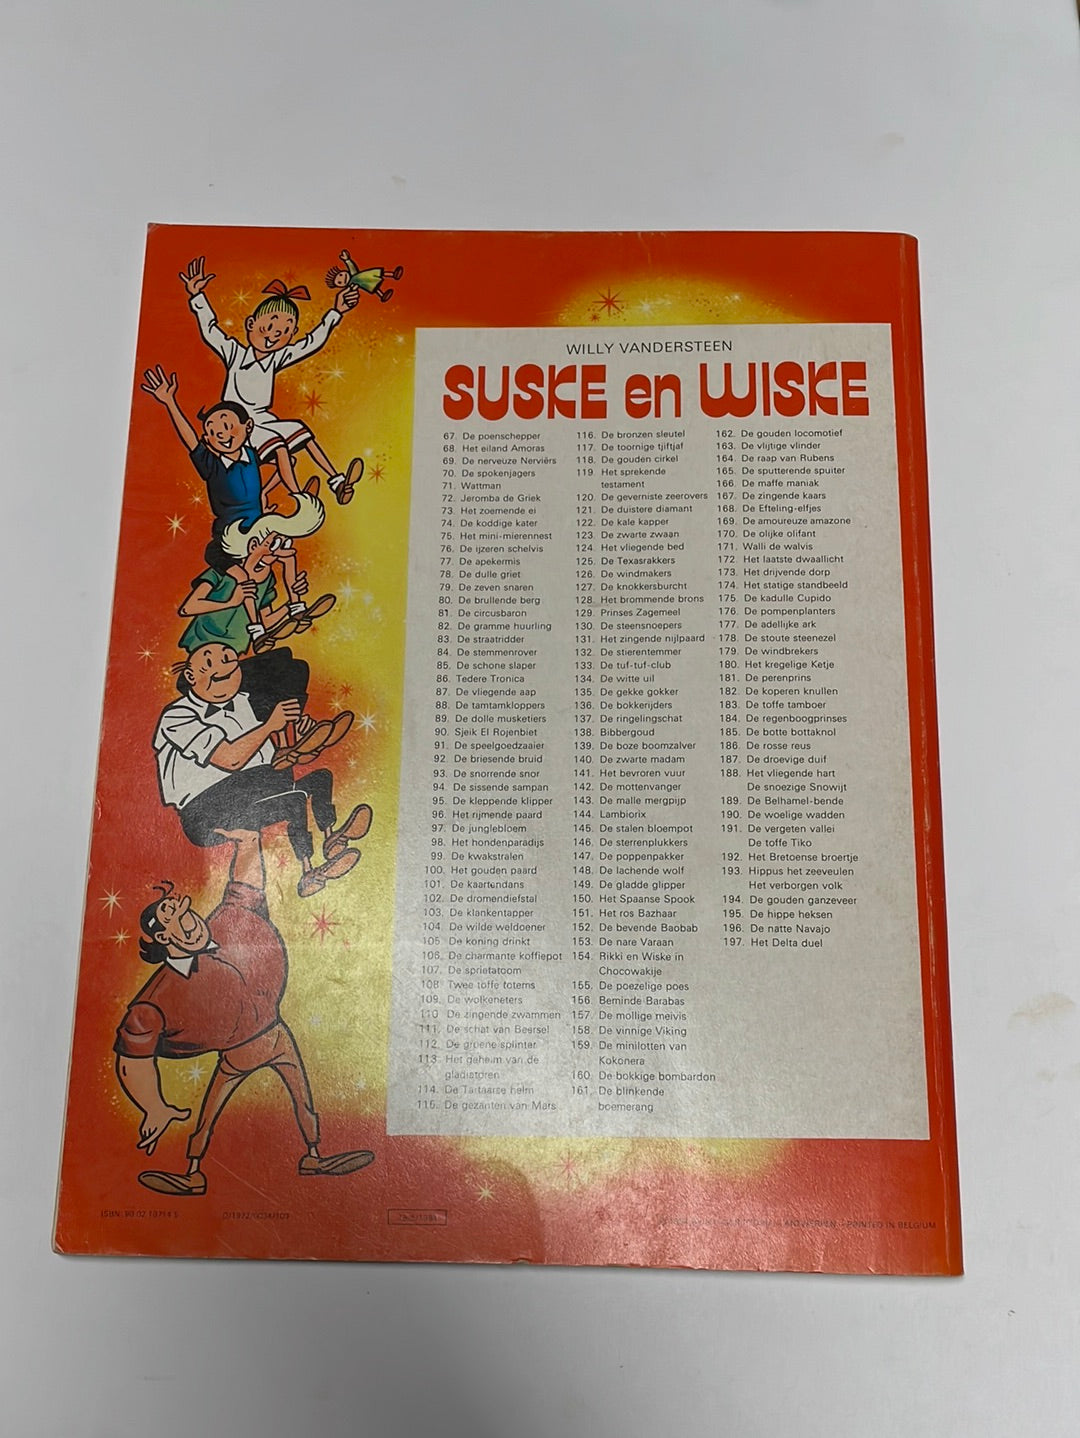 WILLY VANDERSTEEN
SUSKE en WISKE
67. De poenschepper
68. Het eiland Amoras
69. De nerveuze Nerviërs
70. De spokenjagers
71. Wattman
72. Jeromba de Griek
73. Het zoemende ei
74. De koddige kater
75. Het mini-mierennest
76. De ijzeren schelvis
77. De apekermis
78. De dulle griet
79. De zeven snaren
80. De brullende berg
81. De circusbaron
82. De gramme huurling
83. De straatridder
84. De stemmenrover
85. De schone slaper
86. Tedere Tronica
87. De vliegende aap
88. De tamtamkloppers
89. De dolle musketiers
90. Sjeik El Rojenbiet
91. De speelgoedzaaier
92. De briesende bruid
93. De snorrende snor
94. De sissende sampan
95. De kleppende klipper
96. Het rijmende paard
97. De junglebloem
98. Het hondenparadijs
99. De kwakstralen
100. Het gouden paard
101. De kaartendans
102. De dromendiefstal
103. De klankentapper
104. De wilde weldoener
105. De koning drinkt
106. De charmante koffiepot
107. De sprietatoom
108. Twee toffe totems
109. De wolkeneters
110. De zingende zwammen
111. De schat van Beersel
112. De groene splinter
113. Het geheim van de
gladiatoren
114. De Tartaarse helm
115. De gezanten van Mars
116. De bronzen sleutel
117. De toornige tjiftjaf
118. De gouden cirkel
119. Het sprekende
testament
120. De geverniste zeerovers
121. De duistere diamant
122. De kale kapper
123. De zwarte zwaan
124. Het vliegende bed
125. De Texasrakkers
126. De windmakers
127. De knokkersburcht
128. Het brommende brons
129. Prinses Zagemeel
130. De steensnoepers
131. Het zingende nijlpaard
132. De stierentemmer
133. De tuf-tuf-club
134. De witte uil
135. De gekke gokker
136. De bokkerijders
137. De ringelingschat
138. Bibbergoud
139. De boze boomzalver
140. De zwarte madam
141. Het bevroren vuur
142. De mottenvanger
143. De malle mergpijp
144. Lambiorix
145. De stalen bloempot
146. De sterrenplukkers
147. De poppenpakker
148. De lachende wolf
149. De gladde glipper
150. Het Spaanse Spook
151. Het ros Bazhaar
152. De bevende Baobab
153. De nare Varaan
154. Rikki en Wiske in
Chocowakije
155. De poezelige poes
156. Beminde Barabas
157. De mollige meivis
158. De vinnige Viking
159. De minilotten van
Kokonera
160. De bokkige bombardon
161. De blinkende
boemerang
162. De gouden locomotief
163. De vlijtige vlinder
164. De raap van Rubens
165. De sputterende spuiter
166. De maffe maniak
167. De zingende kaars
168. De Efteling-elfjes
169. De amoureuze amazone
170. De olijke olifant
171. Walli de walvis
172. Het laatste dwaallicht
173. Het drijvende dorp
174. Het statige standbeeld
175. De kadulle Cupido
176. De pompenplanters
177. De adellijke ark
178. De stoute steenezel
179. De windbrekers
180. Het kregelige Ketje
181. De perenprins
182. De koperen knullen
183. De toffe tamboer
184. De regenboogprinses
185. De botte bottaknol
186. De rosse reus
187. De droevige duif
188. Het vliegende hart
De snoezige Snowijt
189. De Belhamel-bende
190. De woelige wadden
191. De vergeten vallei
De toffe Tiko
192. Het Bretoense broertje
193. Hippus het zeeveulen
Het verborgen volk
194. De gouden ganzeveer
195. De hippe heksen
196. De natte Navajo
197. Het Delta duel
ISBN: 90 02 10714 5
ANTWERPEN - PRINTED IN BELGIUM